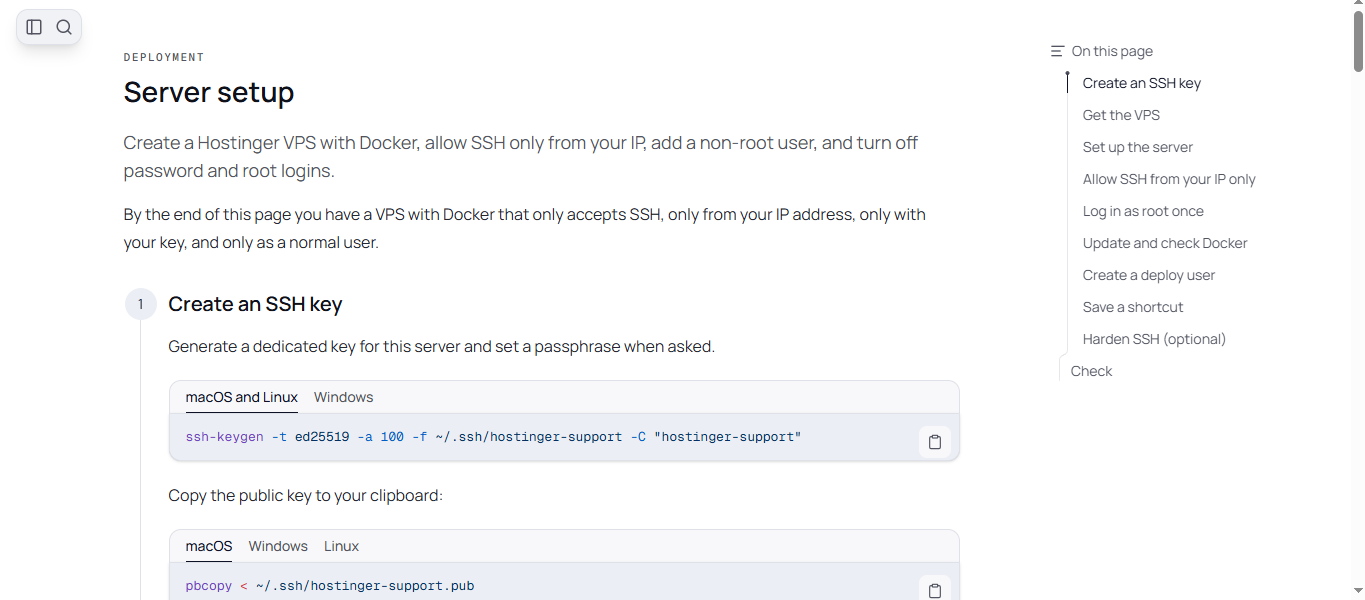 DEPLOYMENT
Server setup
Create a Hostinger VPS with Docker, allow SSH only from your IP, add a non-root user, and turn off
password and root logins.
By the end of this page you have a VPS with Docker that only accepts SSH, only from your IP address, only with
your key, and only as a normal user.
1 Create an SSH key
Generate a dedicated key for this server and set a passphrase when asked.
macOS and Linux Windows
ssh-keygen -t ed25519 -a 100 -f ~/.ssh/hostinger-support -C "hostinger-support"
Copy the public key to your clipboard:
macOS Windows Linux
pbcopy < ~/.ssh/hostinger-support.pub
On this page
Create an SSH key
Get the VPS
Set up the server
Allow SSH from your IP only
Log in as root once
Update and check Docker
Create a deploy user
Save a shortcut
Harden SSH (optional)
Check